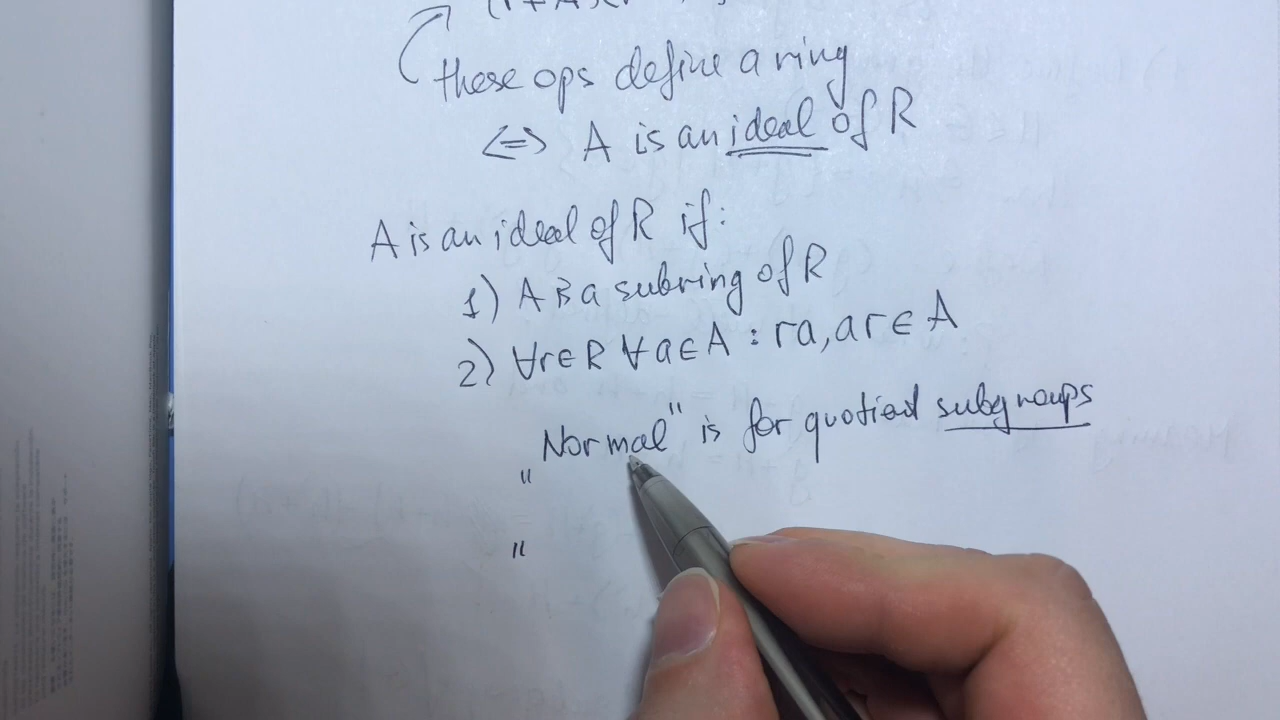 these ops define a ring
<=> A is an ideal of R
A is an ideal of R if:
1) A is a subring of R
2) ∀r∈R ∀a∈A : ra, ar∈A
„Normal" is for quotient subgroups
"